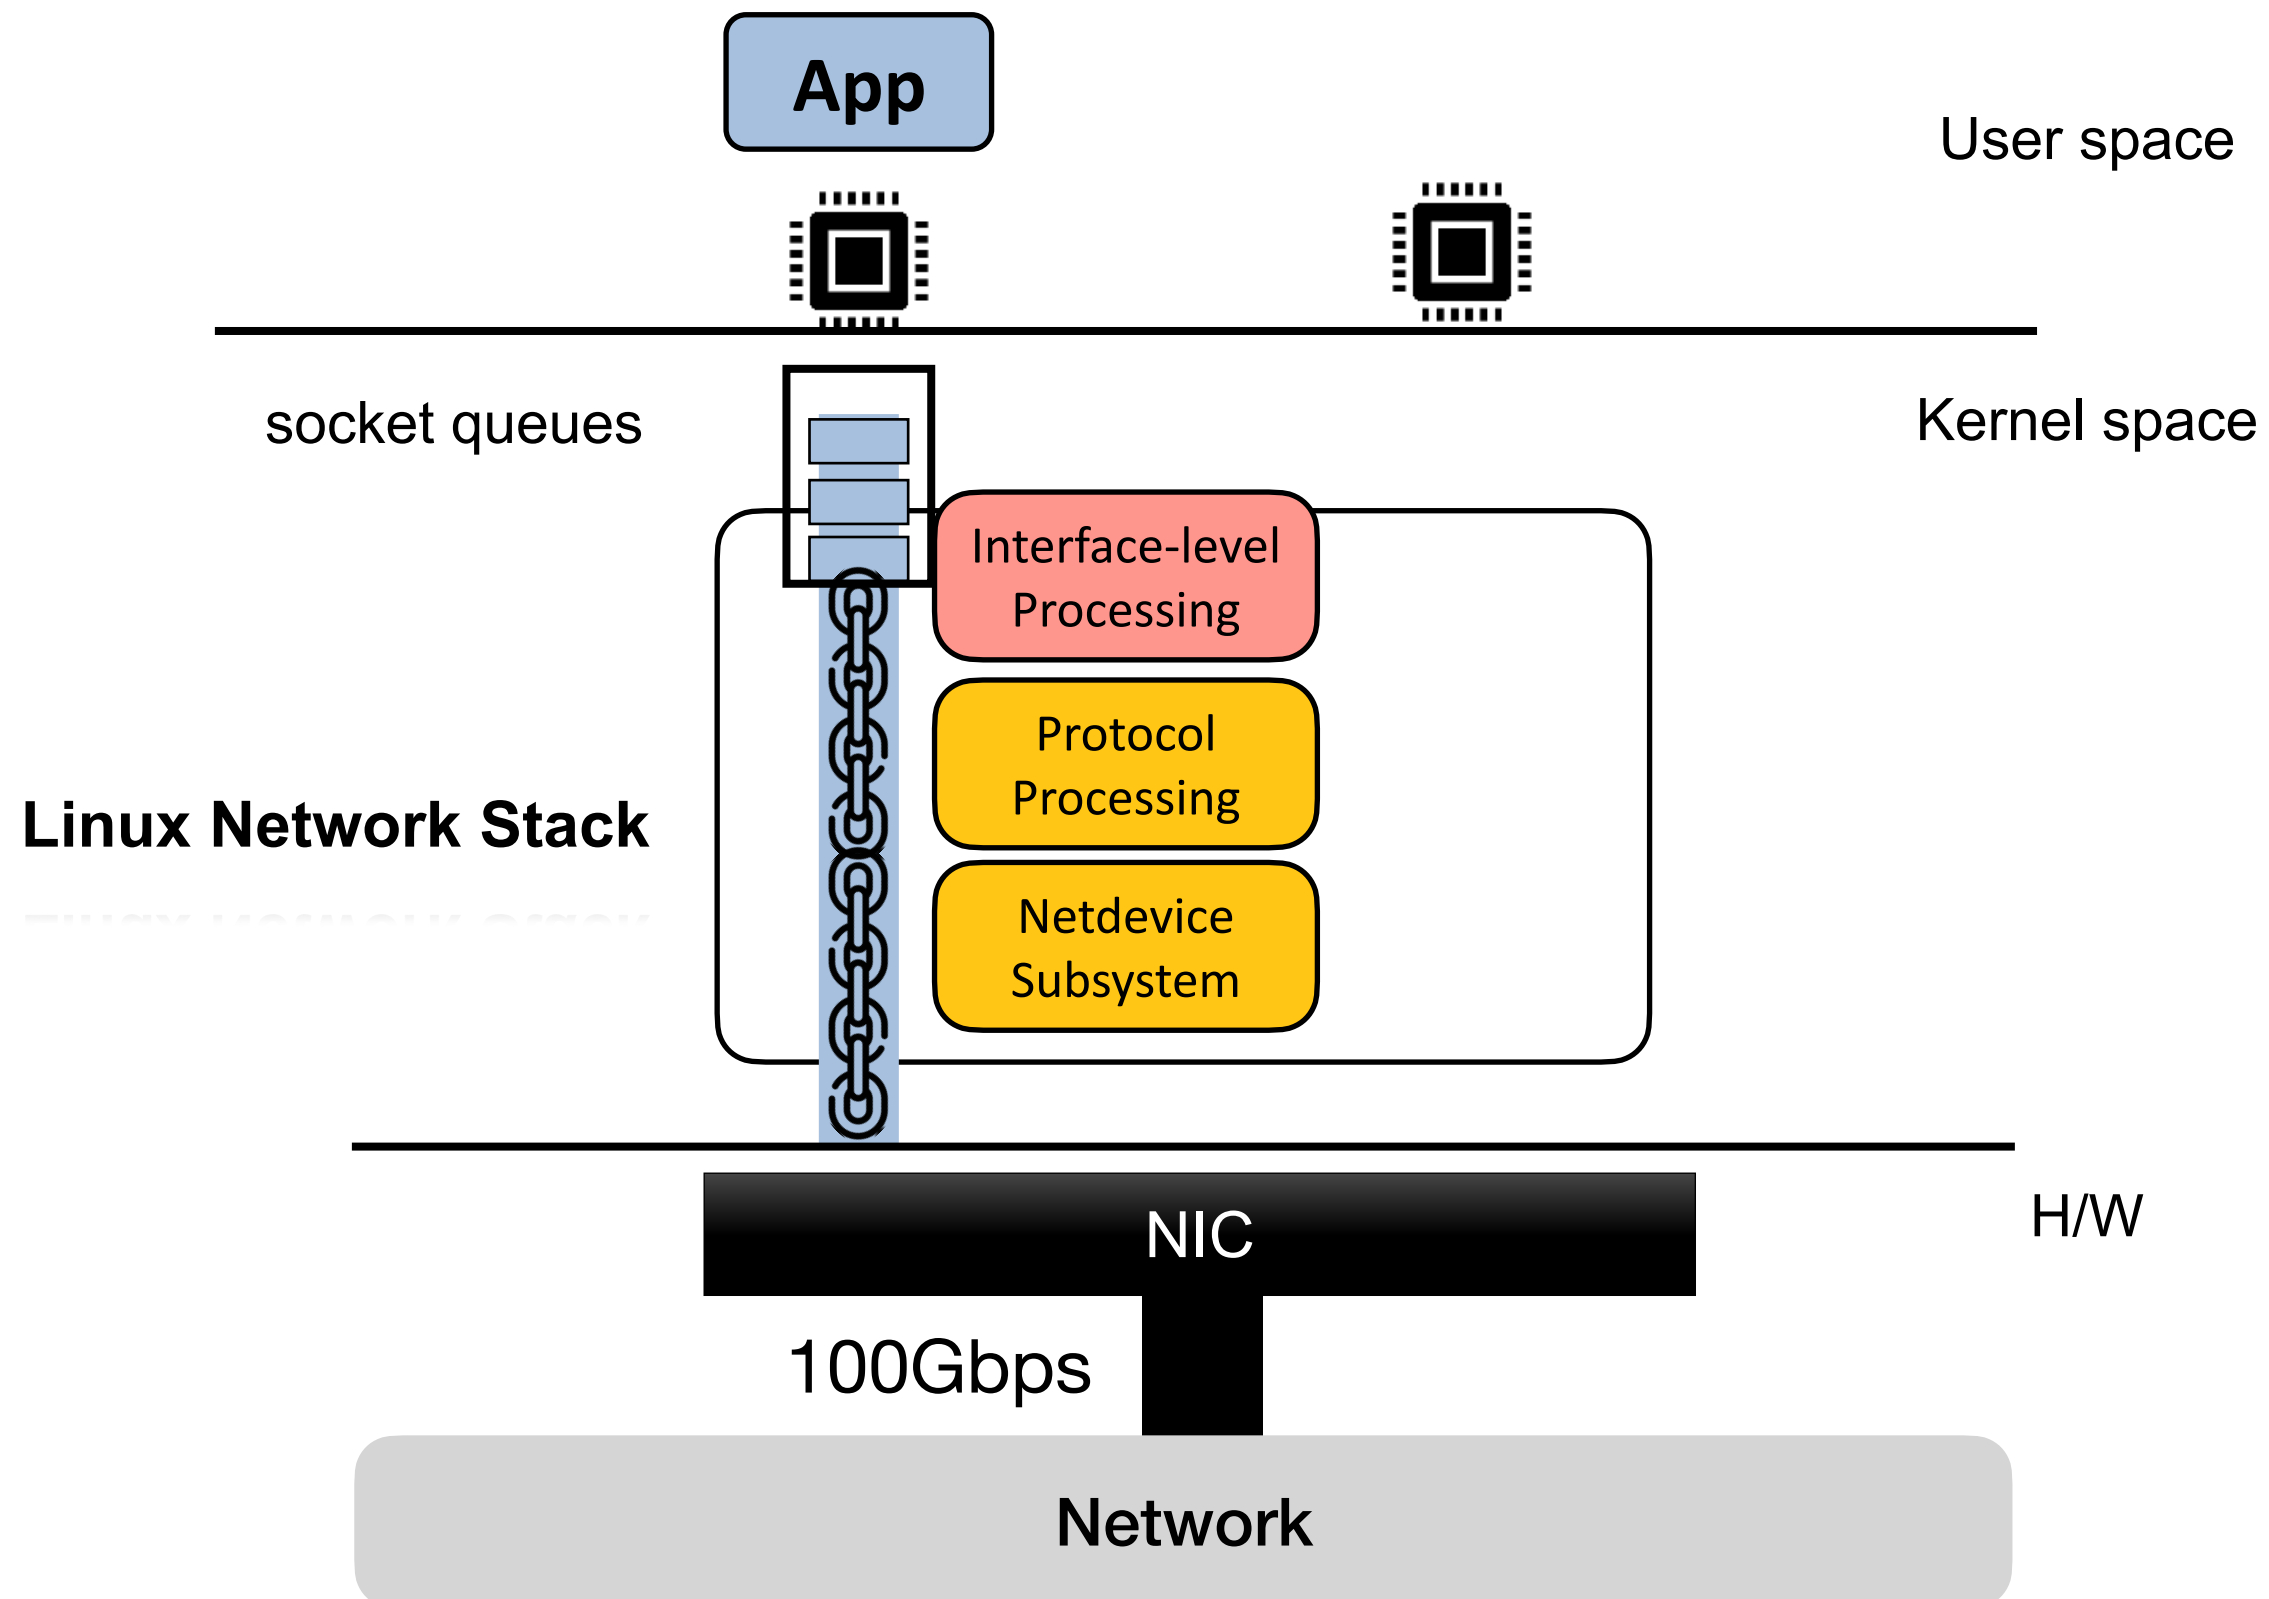 App
User space
socket queues
Kernel space
Interface-level
Processing
Protocol
Processing
Linux Network Stack
Netdevice
Subsystem
NIC
H/W
100Gbps
Network